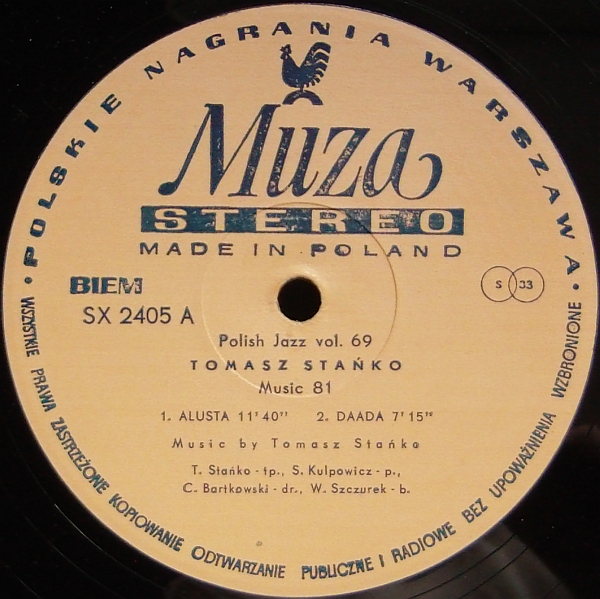 • POLSKIE NAGRANIA WARSZAWA •
Muza
STEREO
MADE IN POLAND
BIEM
S 33
SX 2405 A
Polish Jazz vol. 69
TOMASZ STAŃKO
Music 81
1. ALUSTA 11'40" 2. DAADA 7'15"
Music by Tomasz Stańko
T. Stańko - tp., S. Kulpowicz - p.,
C. Bartkowski - dr., W. Szczurek - b.
WSZYSTKIE PRAWA ZASTRZEŻONE KOPIOWANIE ODTWARZANIE PUBLICZNE I RADIOWE BEZ UPOWAŻNIENIA WZBRONIONE